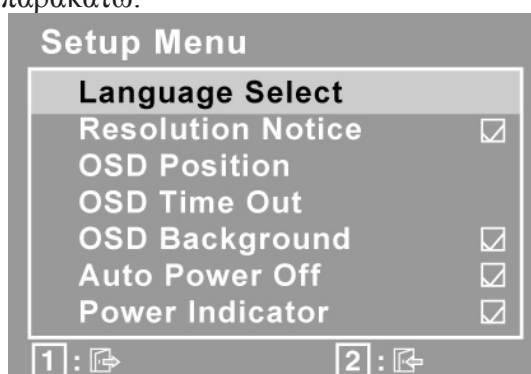 παρακάτω:
Setup Menu
Language Select
Resolution Notice
OSD Position
OSD Time Out
OSD Background
Auto Power Off
Power Indicator
1 : 2 :